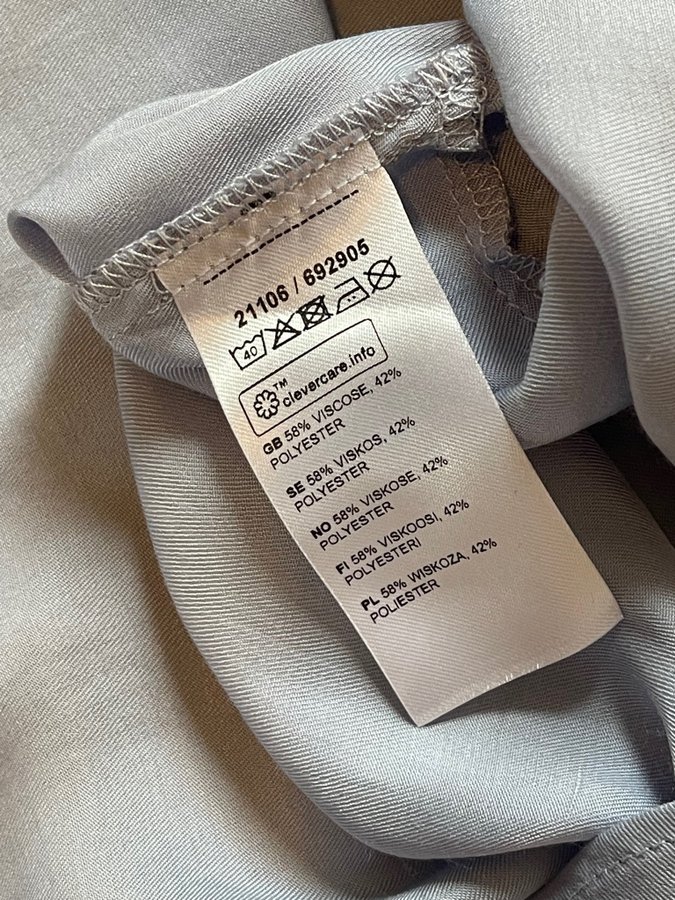 21106 / 692905
40
TM
clevercare.info
GB 58% VISCOSE, 42%
POLYESTER
SE 58% VISKOS, 42%
POLYESTER
NO 58% VISKOSE, 42%
POLYESTER
FI 58% VISKOOSI, 42%
POLYESTERI
PL 58% WISKOZA, 42%
POLIESTER